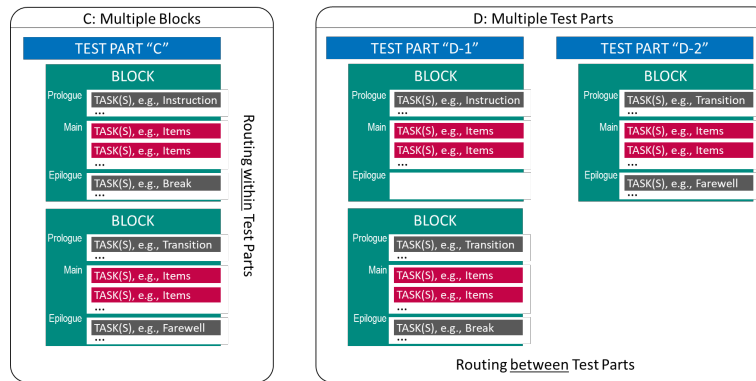 C: Multiple Blocks
TEST PART “C”
BLOCK
Prologue
TASK(S), e.g., Instruction
...
Main
TASK(S), e.g., Items
TASK(S), e.g., Items
...
Epilogue
TASK(S), e.g., Break
...
BLOCK
Prologue
TASK(S), e.g., Transition
...
Main
TASK(S), e.g., Items
TASK(S), e.g., Items
...
Epilogue
TASK(S), e.g., Farewell
...
Routing within Test Parts
D: Multiple Test Parts
TEST PART “D-1”
BLOCK
Prologue
TASK(S), e.g., Instruction
...
Main
TASK(S), e.g., Items
TASK(S), e.g., Items
...
Epilogue
BLOCK
Prologue
TASK(S), e.g., Transition
...
Main
TASK(S), e.g., Items
TASK(S), e.g., Items
...
Epilogue
TASK(S), e.g., Break
...
TEST PART “D-2”
BLOCK
Prologue
TASK(S), e.g., Transition
...
Main
TASK(S), e.g., Items
TASK(S), e.g., Items
...
Epilogue
TASK(S), e.g., Farewell
...
Routing between Test Parts